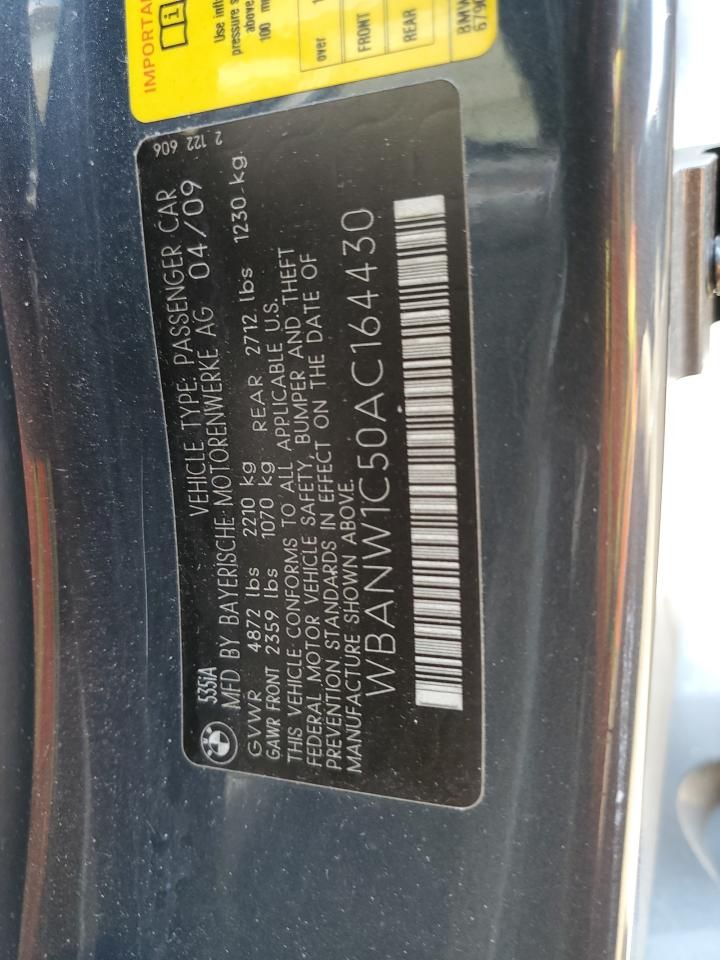 IMPORTA
pressure s
above
100
over 1
FRONT
REAR
BMW
679
2 122 606
535iA VEHICLE TYPE: PASSENGER CAR
MFD BY BAYERISCHE MOTORENWERKE AG 04/09
GVWR 4872 lbs 2210 kg
GAWR FRONT 2359 lbs 1070 kg REAR 2712 lbs 1230 kg
THIS VEHICLE CONFORMS TO ALL APPLICABLE U.S.
FEDERAL MOTOR VEHICLE SAFETY, BUMPER AND THEFT
PREVENTION STANDARDS IN EFFECT ON THE DATE OF
MANUFACTURE SHOWN ABOVE.
WBANW1C50AC164430